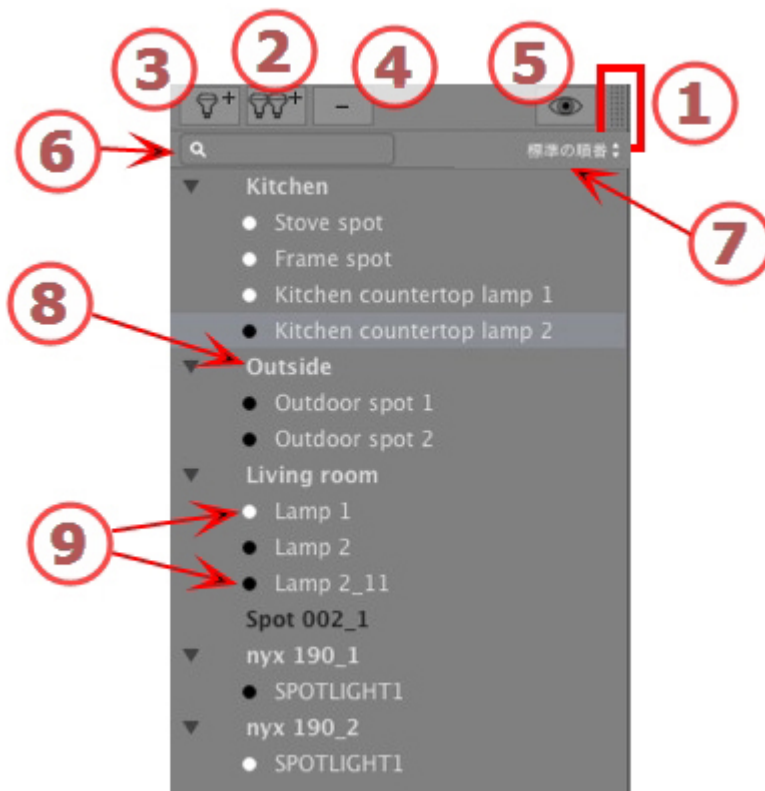 3
2
4
5
1
6
標準の順番
7
Kitchen
Stove spot
Frame spot
Kitchen countertop lamp 1
8
Kitchen countertop lamp 2
Outside
Outdoor spot 1
Outdoor spot 2
Living room
9
Lamp 1
Lamp 2
Lamp 2_11
Spot 002_1
nyx 190_1
SPOTLIGHT1
nyx 190_2
SPOTLIGHT1